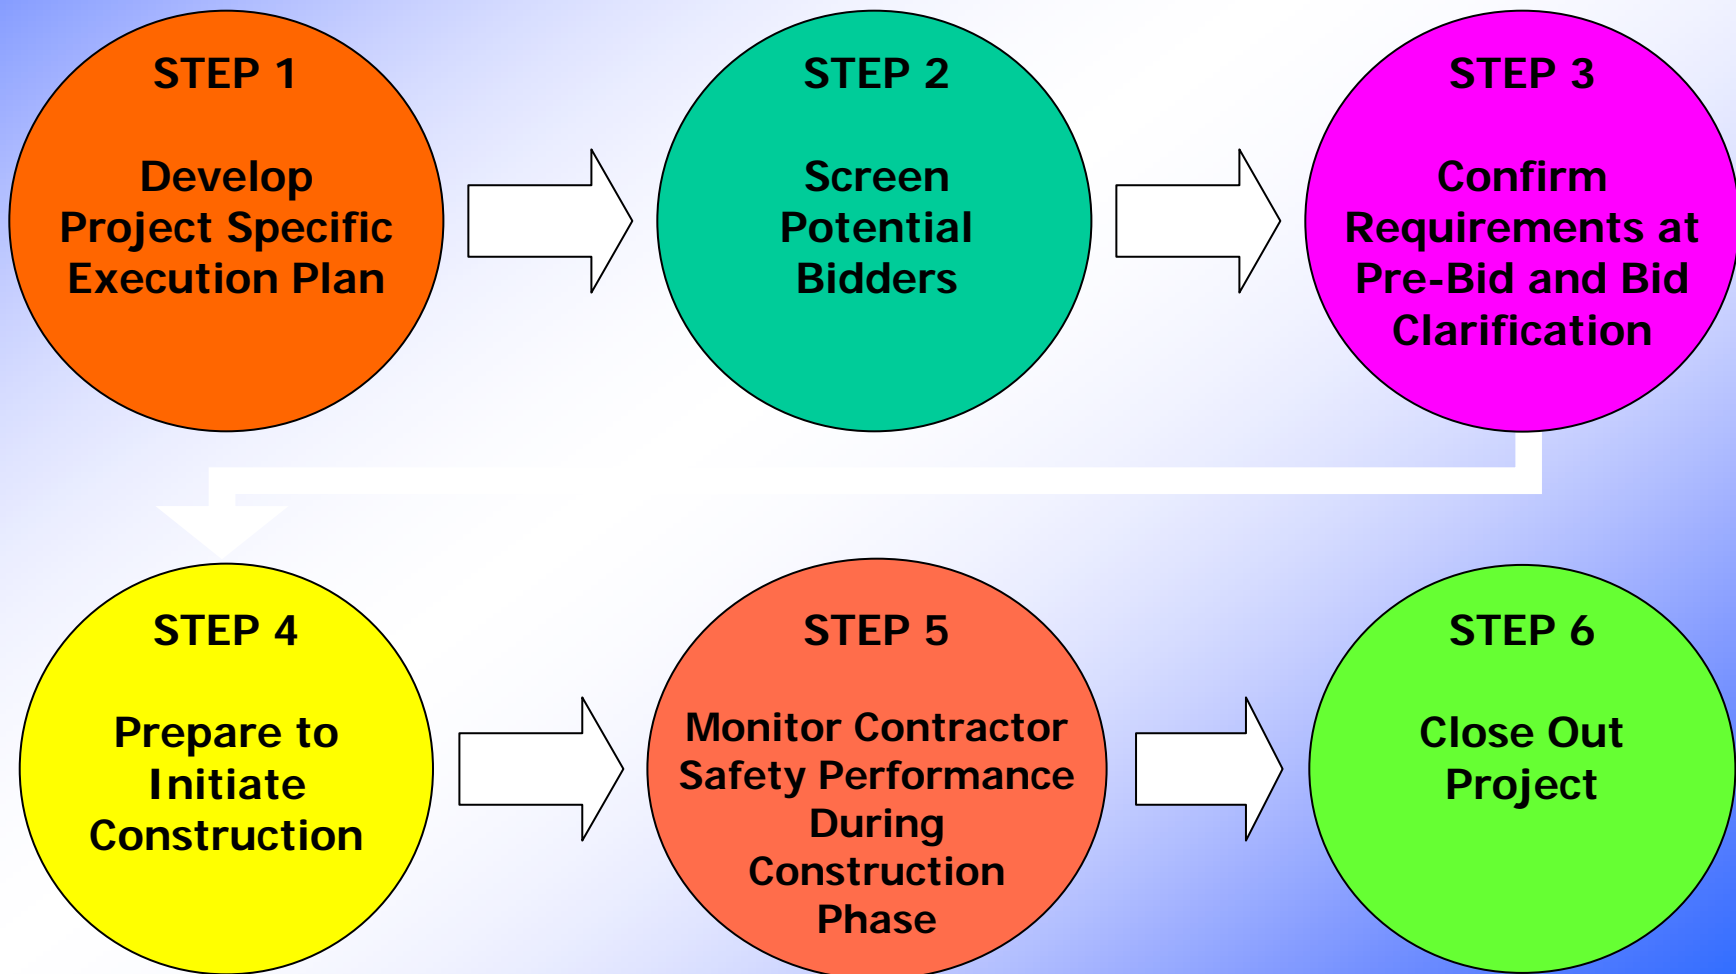 STEP 1
Develop
Project Specific
Execution Plan
STEP 2
Screen
Potential
Bidders
STEP 3
Confirm
Requirements at
Pre-Bid and Bid
Clarification
STEP 4
Prepare to
Initiate
Construction
STEP 5
Monitor Contractor
Safety Performance
During
Construction
Phase
STEP 6
Close Out
Project